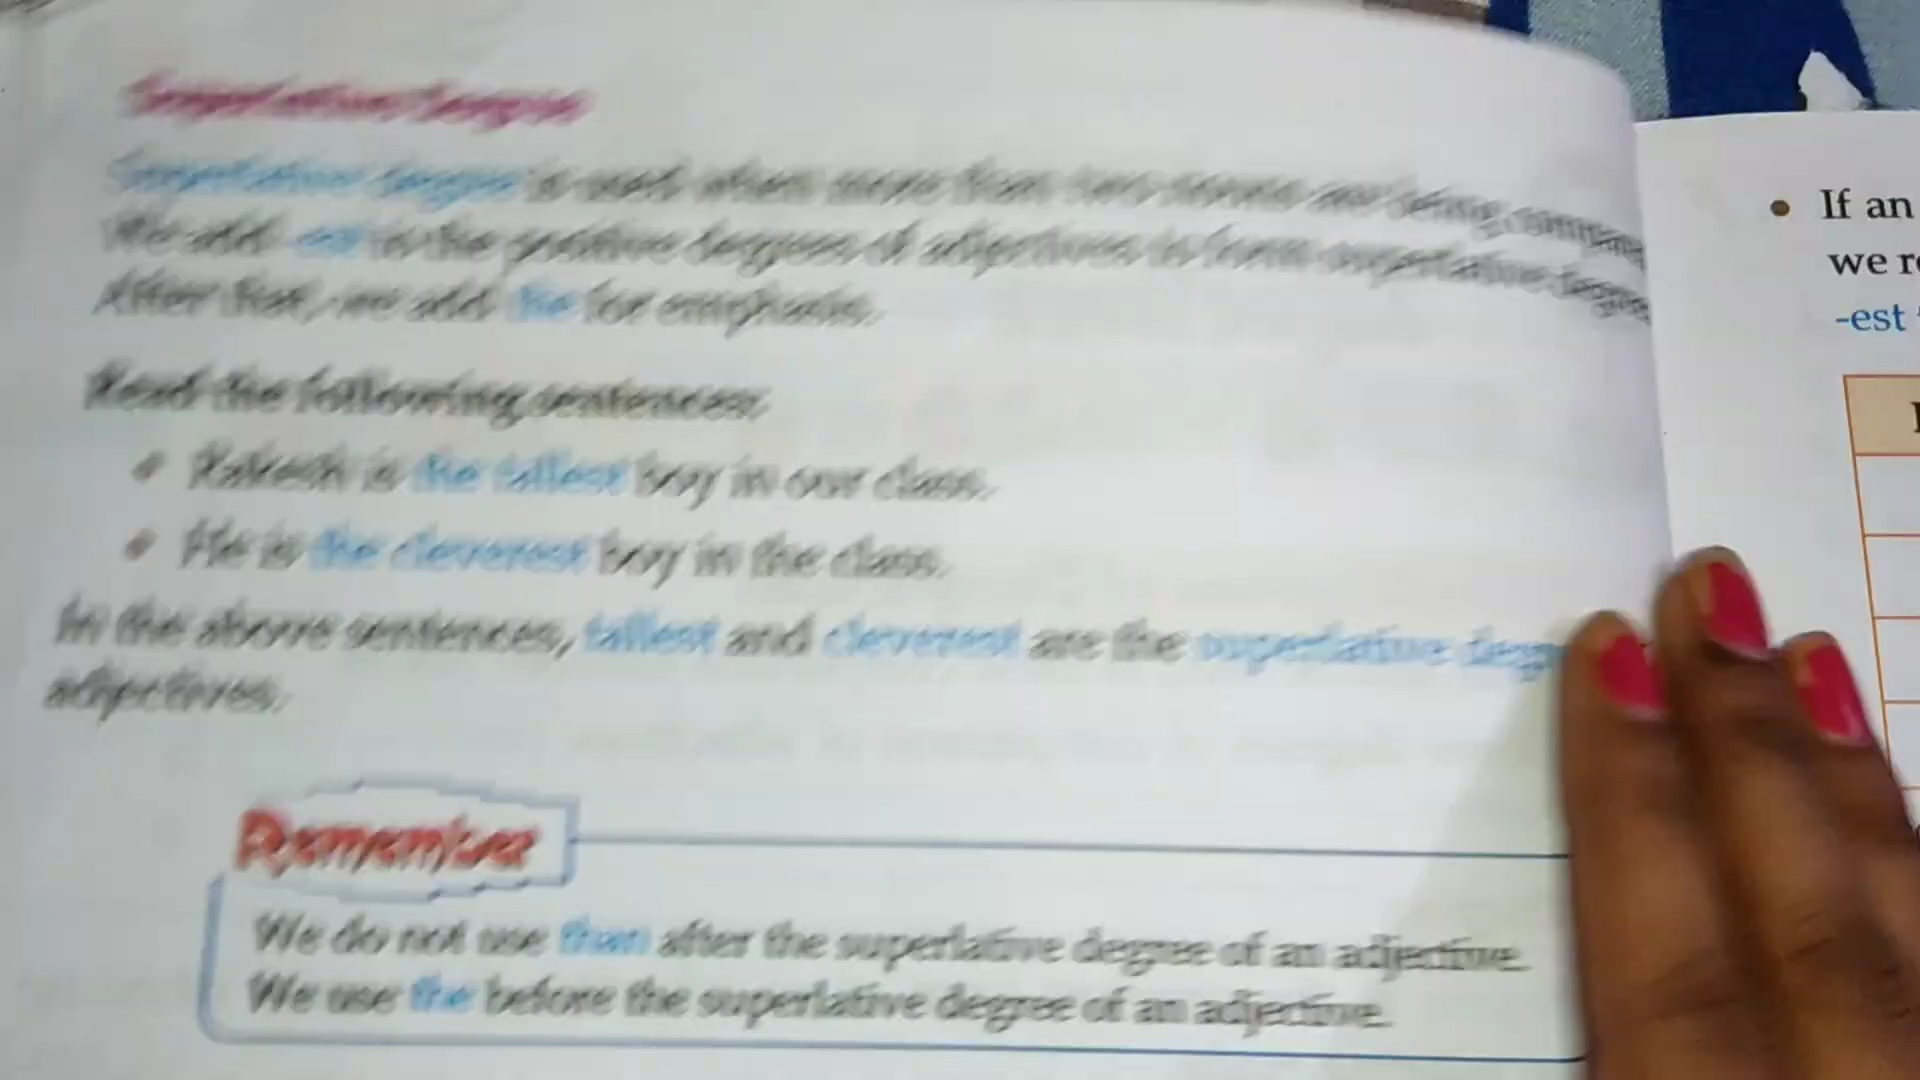 Superlative Degree
Superlative degree is used when more than two nouns are being
We add -est to the positive degrees of adjectives to form superlative
After that, we add the for emphasis.
Read the following sentences.
• Rakesh is the tallest boy in our class.
• He is the cleverest boy in the class.
In the above sentences, tallest and cleverest are the superlative
adjectives.
Remember
We do not use than after the superlative degree of an adjective.
We use the before the superlative degree of an adjective.
• If an
we
-est